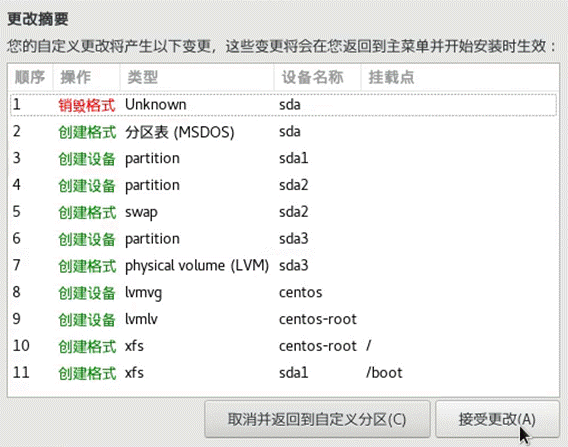 更改摘要
您的自定义更改将产生以下变更，这些变更将会在您返回到主菜单并开始安装时生效：
顺序 操作 类型 设备名称 挂载点
1 销毁格式 Unknown sda
2 创建格式 分区表 (MSDOS) sda
3 创建设备 partition sda1
4 创建设备 partition sda2
5 创建格式 swap sda2
6 创建设备 partition sda3
7 创建格式 physical volume (LVM) sda3
8 创建设备 lvmvg centos
9 创建设备 lvmlv centos-root
10 创建格式 xfs centos-root /
11 创建格式 xfs sda1 /boot
取消并返回到自定义分区(C) 接受更改(A)